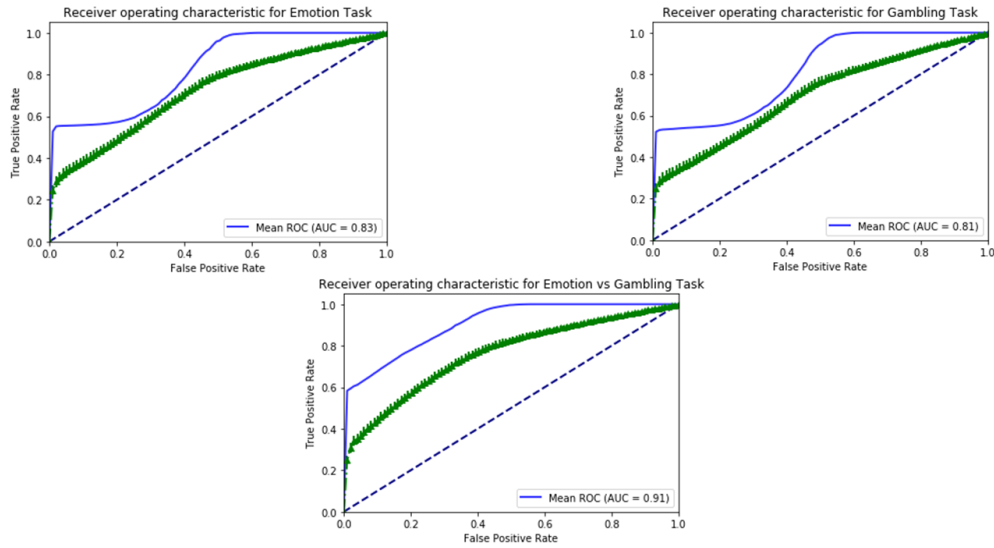 Receiver operating characteristic for Emotion Task
1.0
0.8
0.6
0.4
0.2
0.0
True Positive Rate
0.0 0.2 0.4 0.6 0.8 1.0
False Positive Rate
Mean ROC (AUC = 0.83)
Receiver operating characteristic for Gambling Task
1.0
0.8
0.6
0.4
0.2
0.0
True Positive Rate
0.0 0.2 0.4 0.6 0.8 1.0
False Positive Rate
Mean ROC (AUC = 0.81)
Receiver operating characteristic for Emotion vs Gambling Task
1.0
0.8
0.6
0.4
0.2
0.0
True Positive Rate
0.0 0.2 0.4 0.6 0.8 1.0
False Positive Rate
Mean ROC (AUC = 0.91)